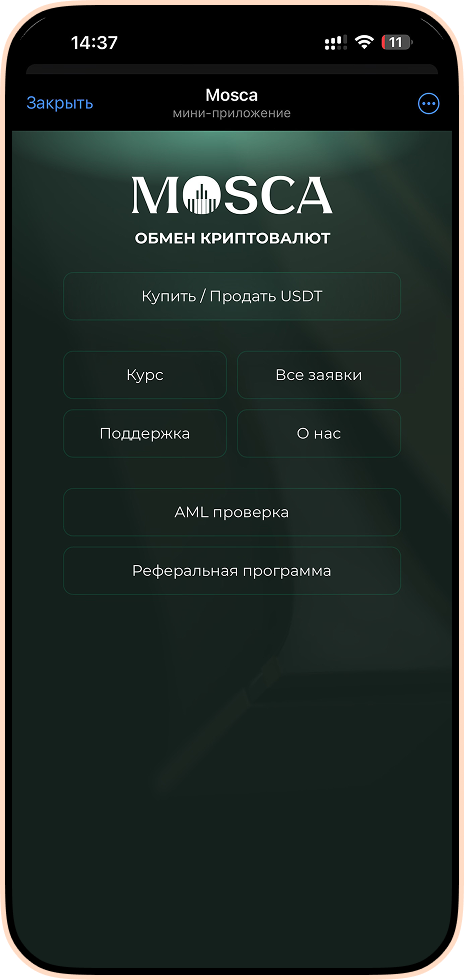 14:37
11
Закрыть
Mosca
мини-приложение
MOSCA
ОБМЕН КРИПТОВАЛЮТ
Купить / Продать USDT
Курс
Все заявки
Поддержка
О нас
AML проверка
Реферальная программа